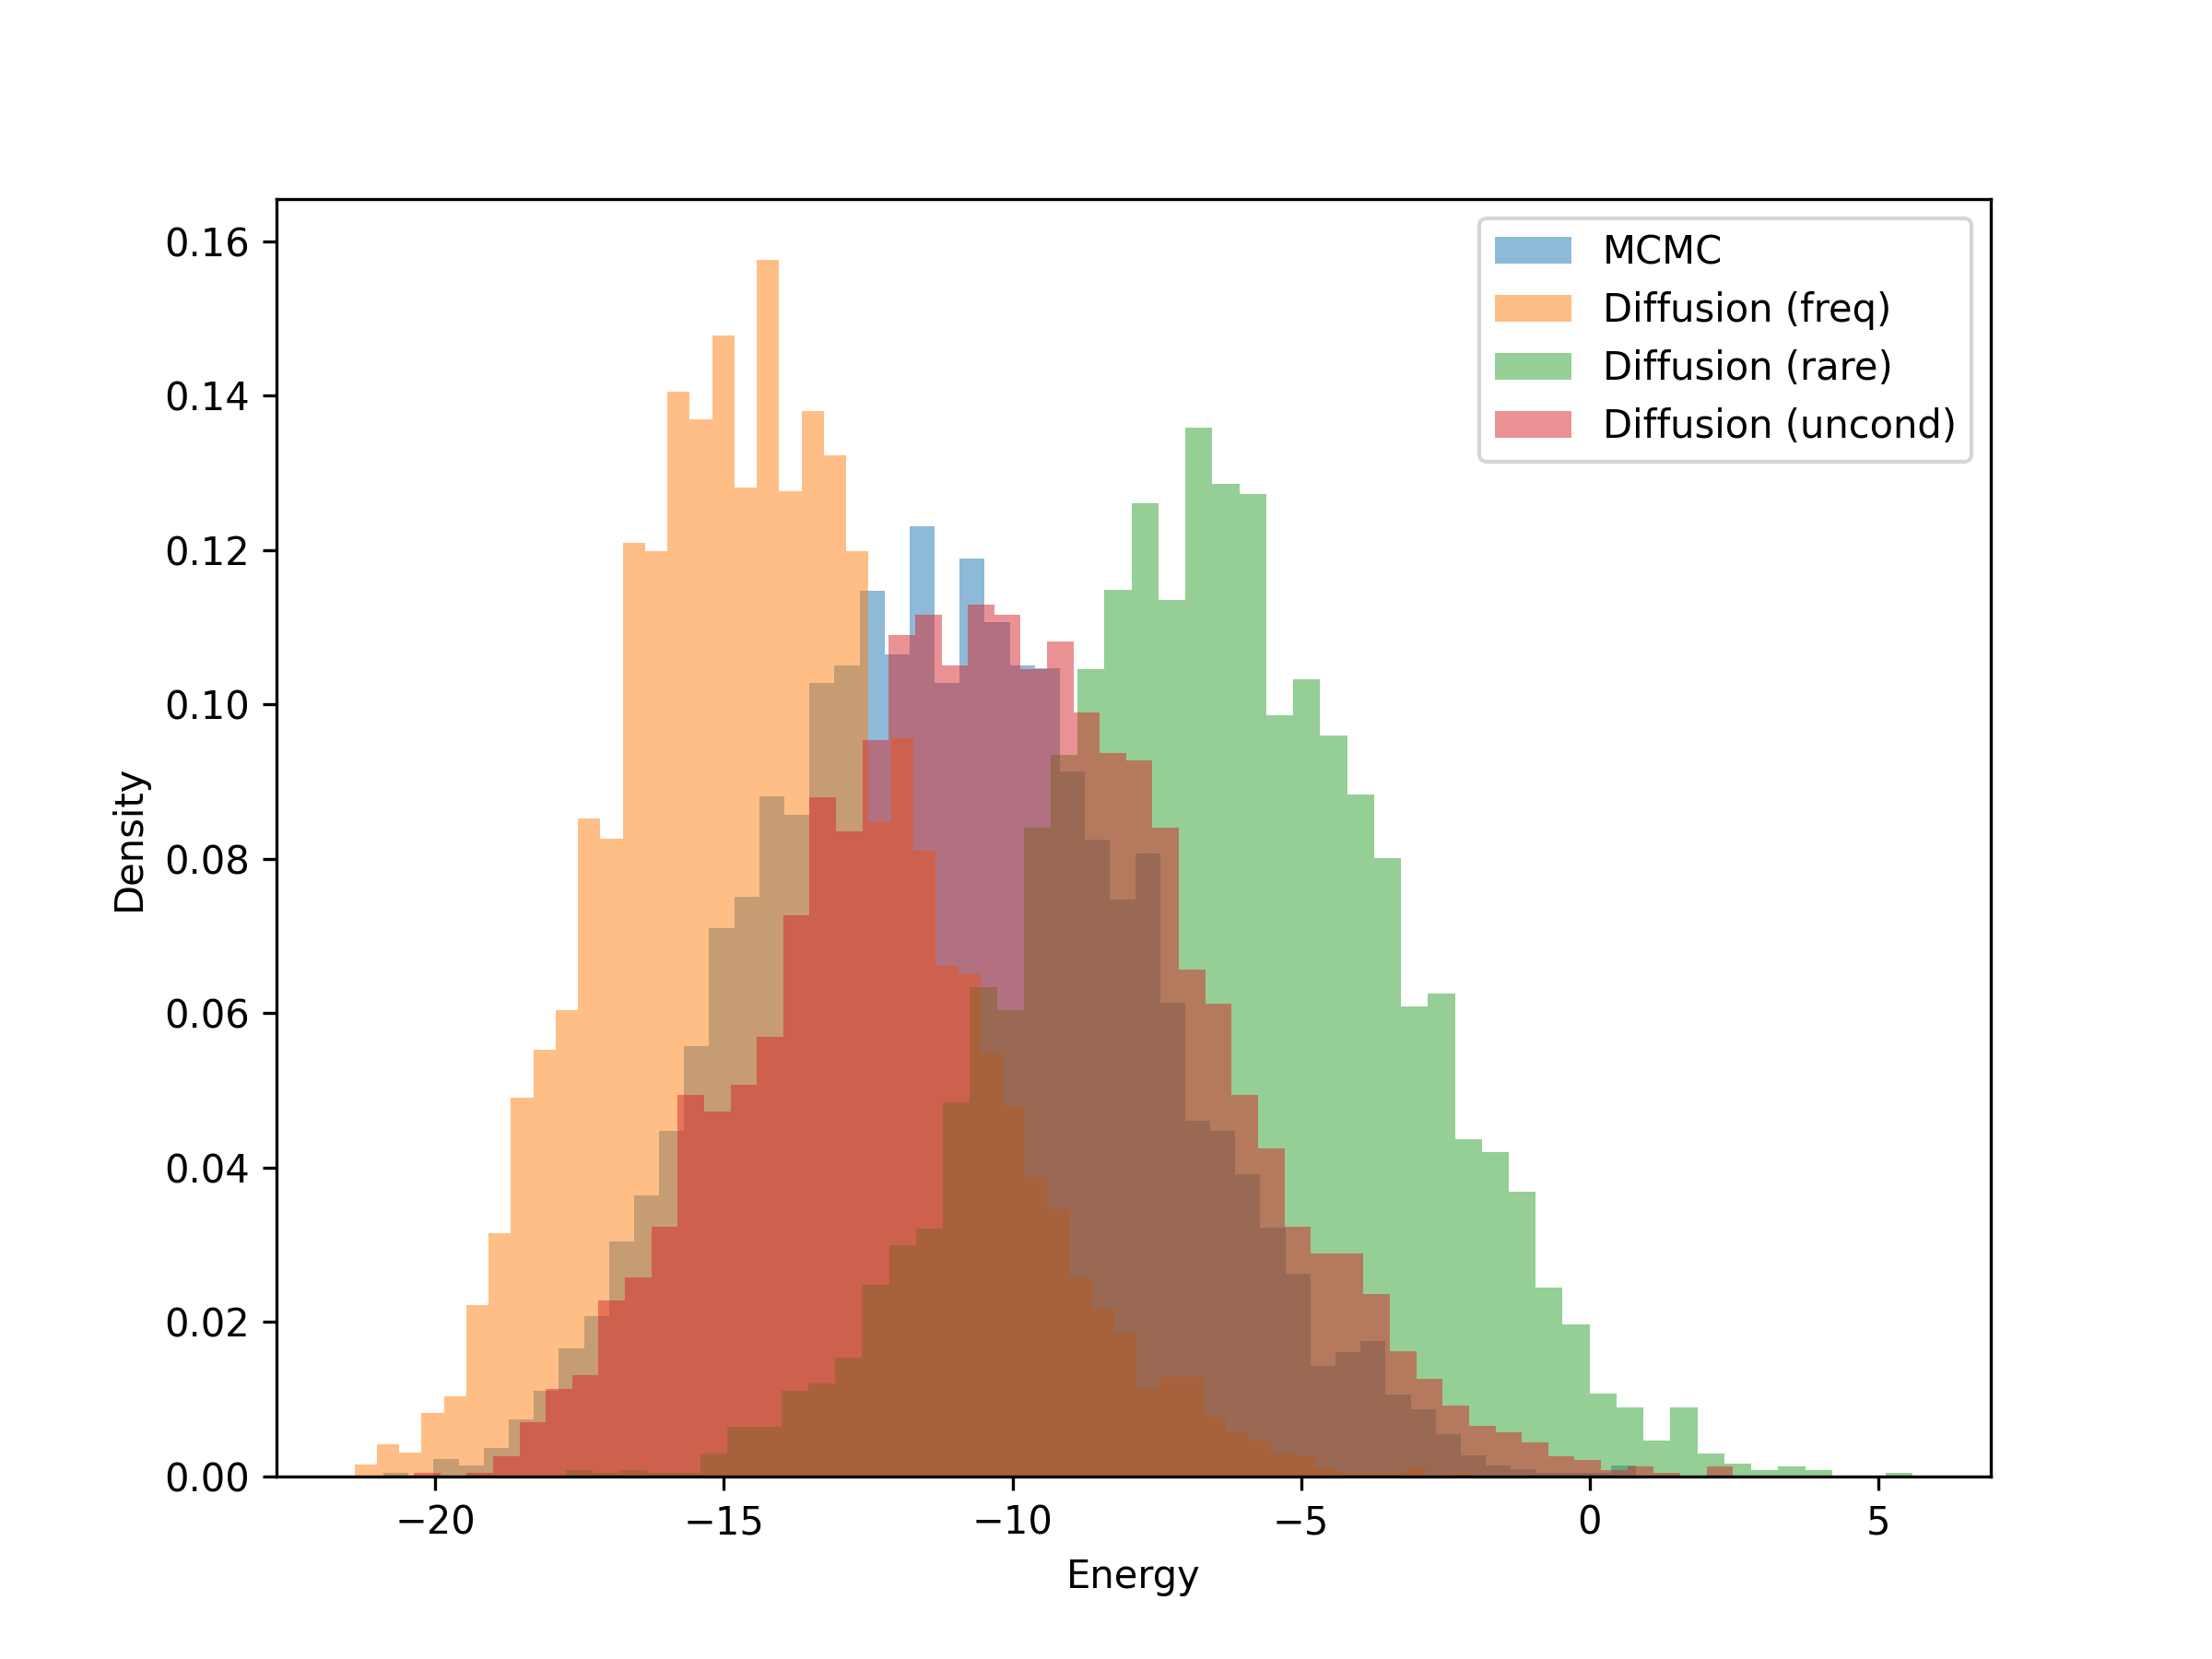 MCMC
Diffusion (freq)
Diffusion (rare)
Diffusion (uncond)
0.16
0.14
0.12
0.10
0.08
0.06
0.04
0.02
0.00
Density
−20 −15 −10 −5 0 5
Energy